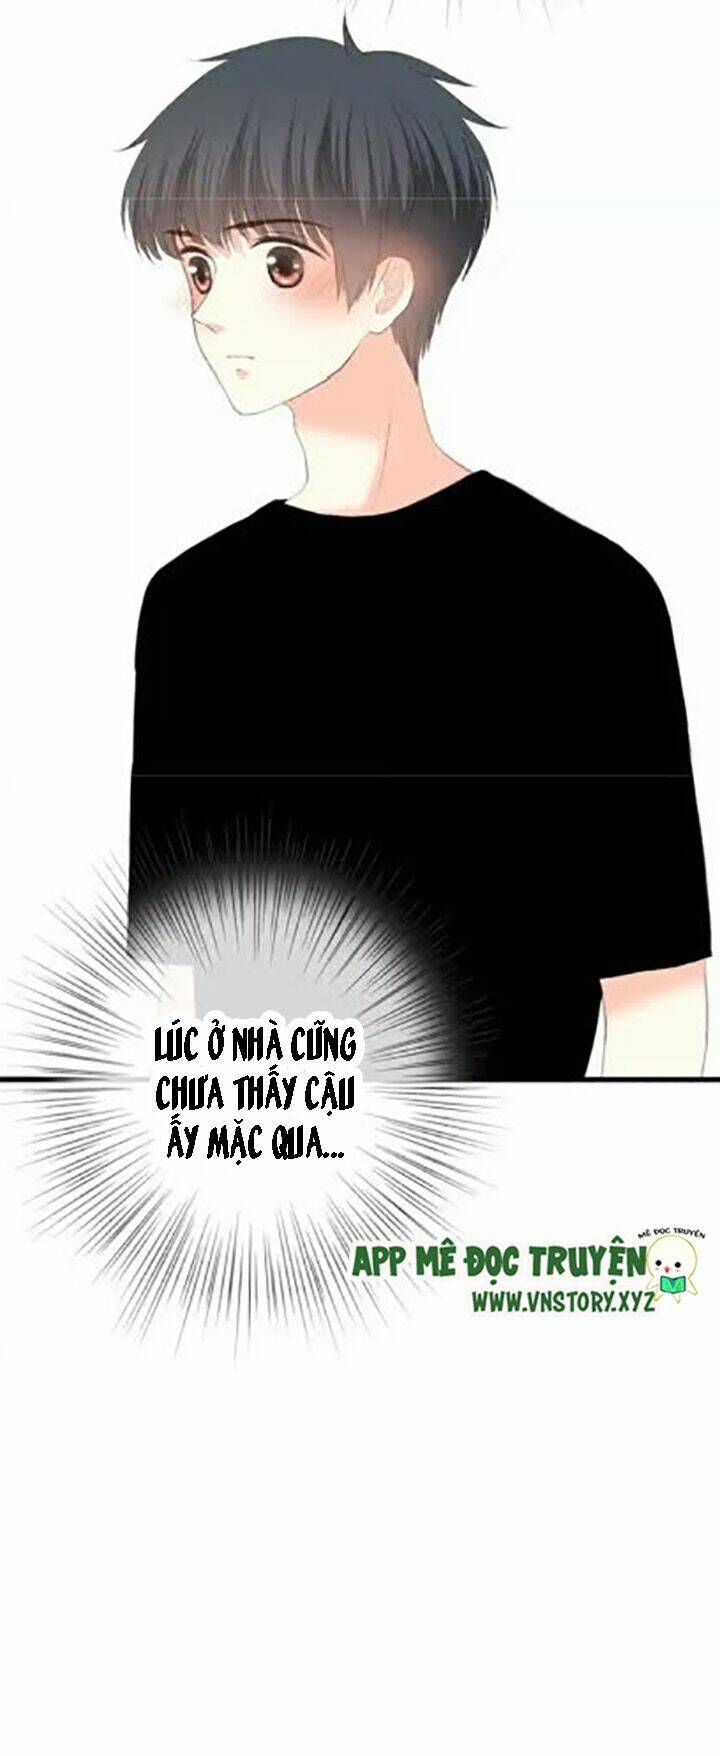 LÚC Ở NHÀ CŨNG
CHƯA THẤY CẬU
ẤY MẶC QUA...
MÊ ĐỌC TRUYỆN
APP MÊ ĐỌC TRUYỆN
WWW.VNSTORY.XYZ